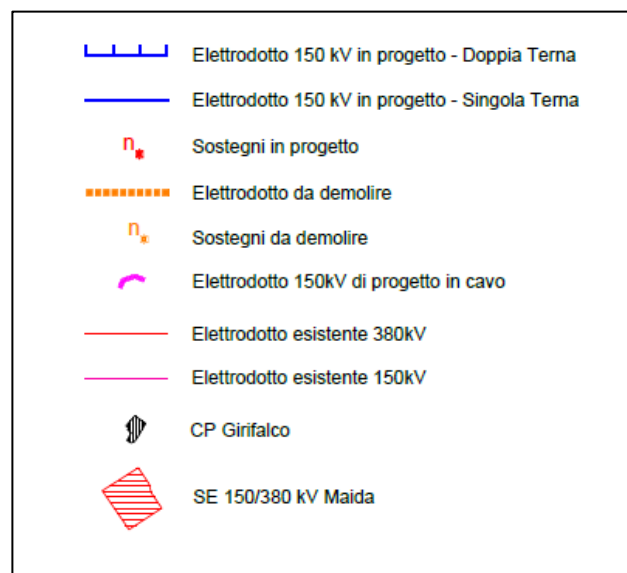 Elettrodotto 150 kV in progetto - Doppia Terna
Elettrodotto 150 kV in progetto - Singola Terna
n* Sostegni in progetto
Elettrodotto da demolire
n* Sostegni da demolire
Elettrodotto 150kV di progetto in cavo
Elettrodotto esistente 380kV
Elettrodotto esistente 150kV
CP Girifalco
SE 150/380 kV Maida